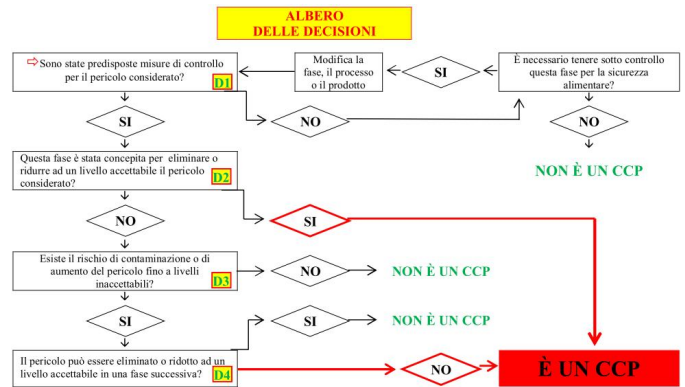 ALBERO
DELLE DECISIONI
⇨Sono state predisposte misure di controllo
per il pericolo considerato?
D1
Modifica la
fase, il processo
o il prodotto
SI
È necessario tenere sotto controllo
questa fase per la sicurezza
alimentare?
SI
NO
NO
NON È UN CCP
Questa fase è stata concepita per eliminare o
ridurre ad un livello accettabile il pericolo
considerato?
D2
NO
SI
Esiste il rischio di contaminazione o di
aumento del pericolo fino a livelli
inaccettabili?
D3
NO
NON È UN CCP
SI
SI
NON È UN CCP
Il pericolo può essere eliminato o ridotto ad un
livello accettabile in una fase successiva?
D4
NO
È UN CCP